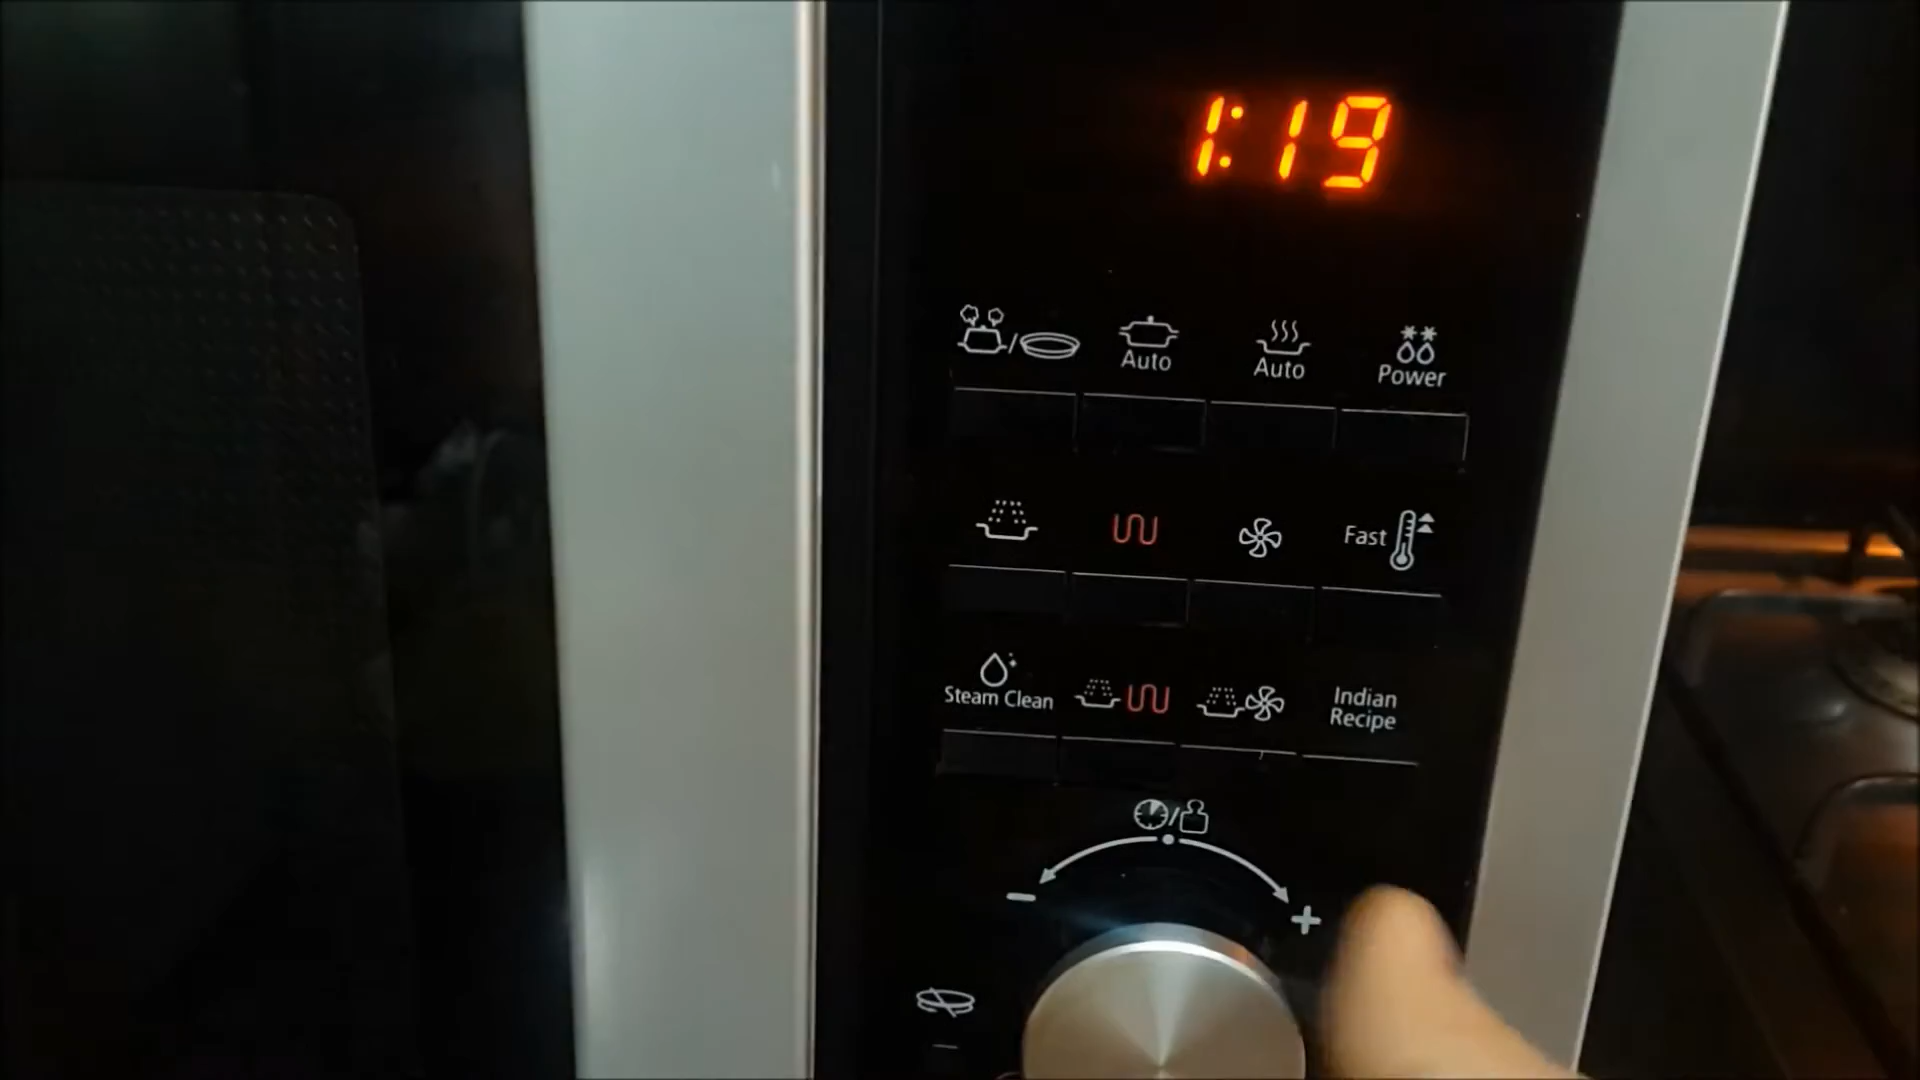 1:19
/
Auto
Auto
Power
Fast
Steam Clean
Indian
Recipe
/
-
+